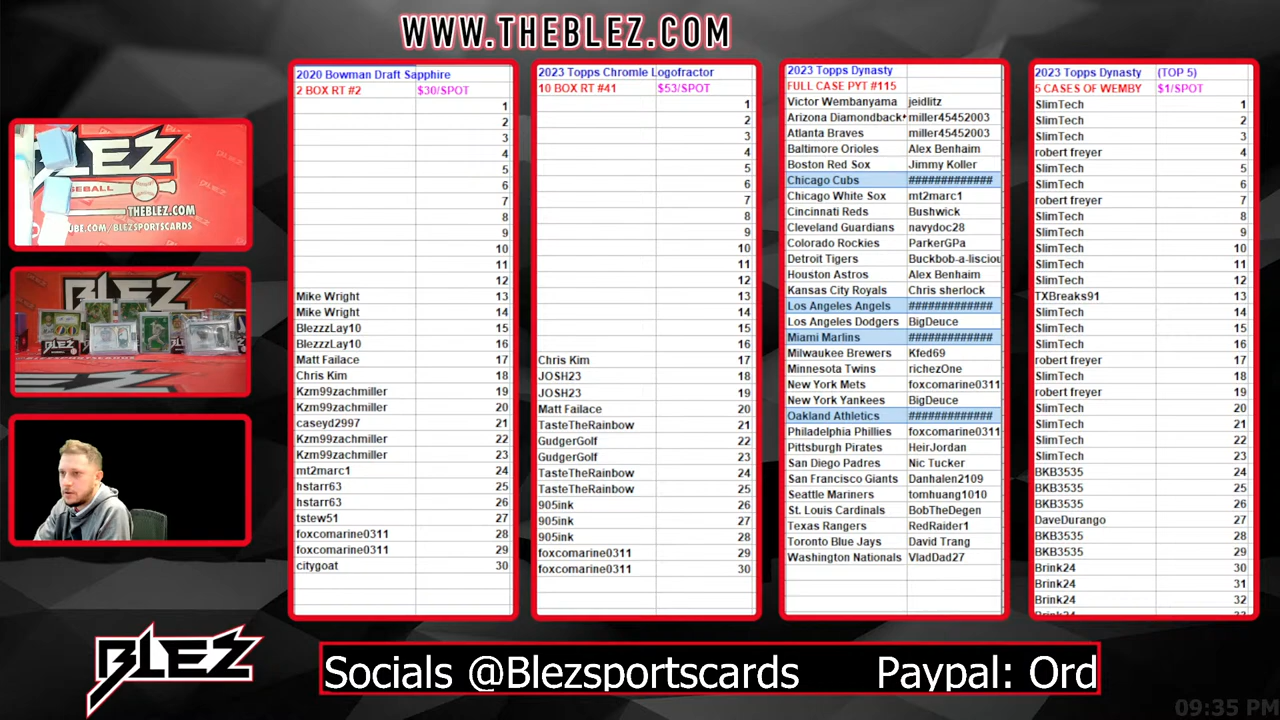 WWW.THEBLEZ.COM
BLEZ
BASEBALL
THEBLEZ.COM
UBE.COM/BLEZSPORTSCARDS
BLEZ
2020 Bowman Draft Sapphire
2 BOX RT #2 $30/SPOT
1
2
3
4
5
6
7
8
9
10
11
12
Mike Wright 13
Mike Wright 14
BlezzzLay10 15
BlezzzLay10 16
Matt Failace 17
Chris Kim 18
Kzm99zachmiller 19
Kzm99zachmiller 20
caseyd2997 21
Kzm99zachmiller 22
Kzm99zachmiller 23
mt2marc1 24
hstarr63 25
hstarr63 26
tstew51 27
foxcomarine0311 28
foxcomarine0311 29
citygoat 30
2023 Topps Chromle Logofractor
10 BOX RT #41 $53/SPOT
1
2
3
4
5
6
7
8
9
10
11
12
13
14
15
16
Chris Kim 17
JOSH23 18
JOSH23 19
Matt Failace 20
TasteTheRainbow 21
GudgerGolf 22
GudgerGolf 23
TasteTheRainbow 24
TasteTheRainbow 25
905ink 26
905ink 27
905ink 28
foxcomarine0311 29
foxcomarine0311 30
2023 Topps Dynasty
FULL CASE PYT #115
Victor Wembanyama jeidlitz
Arizona Diamondback miller45452003
Atlanta Braves miller45452003
Baltimore Orioles Alex Benhaim
Boston Red Sox Jimmy Koller
Chicago Cubs #############
Chicago White Sox mt2marc1
Cincinnati Reds Bushwick
Cleveland Guardians navydoc28
Colorado Rockies ParkerGPa
Detroit Tigers Buckbob-a-lisciou
Houston Astros Alex Benhaim
Kansas City Royals Chris sherlock
Los Angeles Angels #############
Los Angeles Dodgers BigDeuce
Miami Marlins #############
Milwaukee Brewers Kfed69
Minnesota Twins richezOne
New York Mets foxcomarine0311
New York Yankees BigDeuce
Oakland Athletics #############
Philadelphia Phillies foxcomarine0311
Pittsburgh Pirates HeirJordan
San Diego Padres Nic Tucker
San Francisco Giants Danhalen2109
Seattle Mariners tomhuang1010
St. Louis Cardinals BobTheDegen
Texas Rangers RedRaider1
Toronto Blue Jays David Trang
Washington Nationals VladDad27
2023 Topps Dynasty (TOP 5)
5 CASES OF WEMBY $1/SPOT
SlimTech 1
SlimTech 2
SlimTech 3
robert freyer 4
SlimTech 5
SlimTech 6
robert freyer 7
SlimTech 8
SlimTech 9
SlimTech 10
SlimTech 11
SlimTech 12
TXBreaks91 13
SlimTech 14
SlimTech 15
SlimTech 16
robert freyer 17
SlimTech 18
robert freyer 19
SlimTech 20
SlimTech 21
SlimTech 22
SlimTech 23
BKB3535 24
BKB3535 25
BKB3535 26
DaveDurango 27
BKB3535 28
BKB3535 29
Brink24 30
Brink24 31
Brink24 32
BLEZ
Socials @Blezsportscards Paypal: Ord
09:35 PM